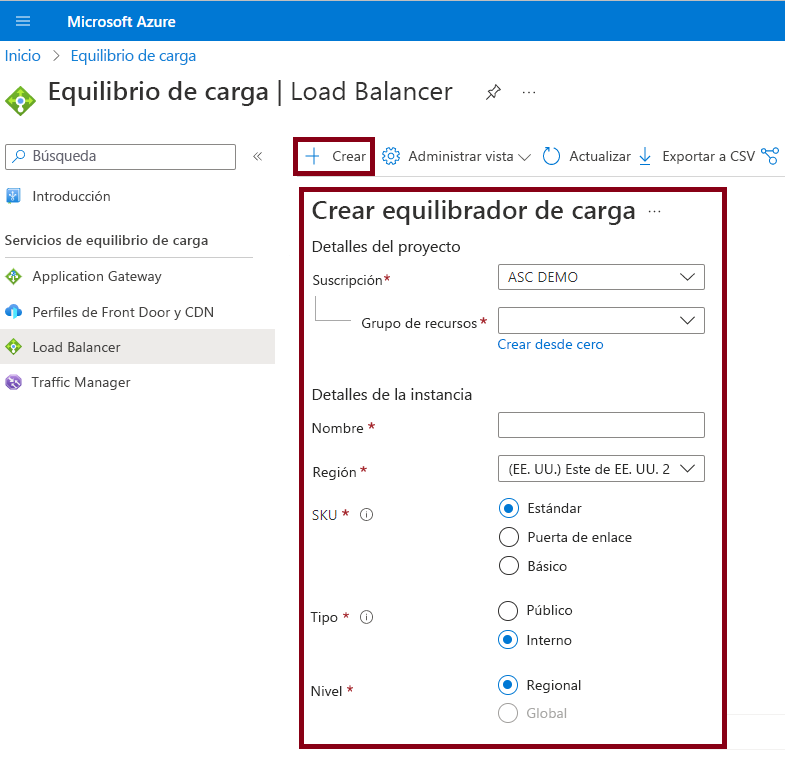 Microsoft Azure
Inicio > Equilibrio de carga
Equilibrio de carga | Load Balancer ...
Búsqueda «
+ Crear Administrar vista Actualizar Exportar a CSV
Introducción
Servicios de equilibrio de carga
Application Gateway
Perfiles de Front Door y CDN
Load Balancer
Traffic Manager
Crear equilibrador de carga ...
Detalles del proyecto
Suscripción* ASC DEMO
Grupo de recursos *
Crear desde cero
Detalles de la instancia
Nombre *
Región * (EE. UU.) Este de EE. UU. 2
SKU * Estándar
Puerta de enlace
Básico
Tipo * Público
Interno
Nivel * Regional
Global